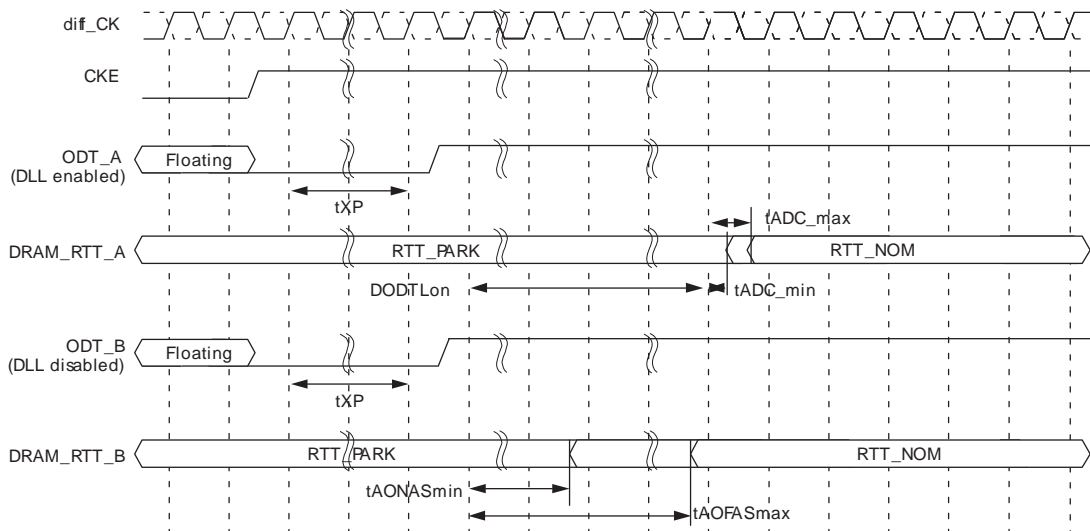 diff_CK
CKE
ODT_A
(DLL enabled)
Floating
tXP
tADC_max
DRAM_RTT_A
RTT_PARK
RTT_NOM
DODTLon
tADC_min
ODT_B
(DLL disabled)
Floating
tXP
DRAM_RTT_B
RTT_PARK
RTT_NOM
tAONASmin
tAOFASmax